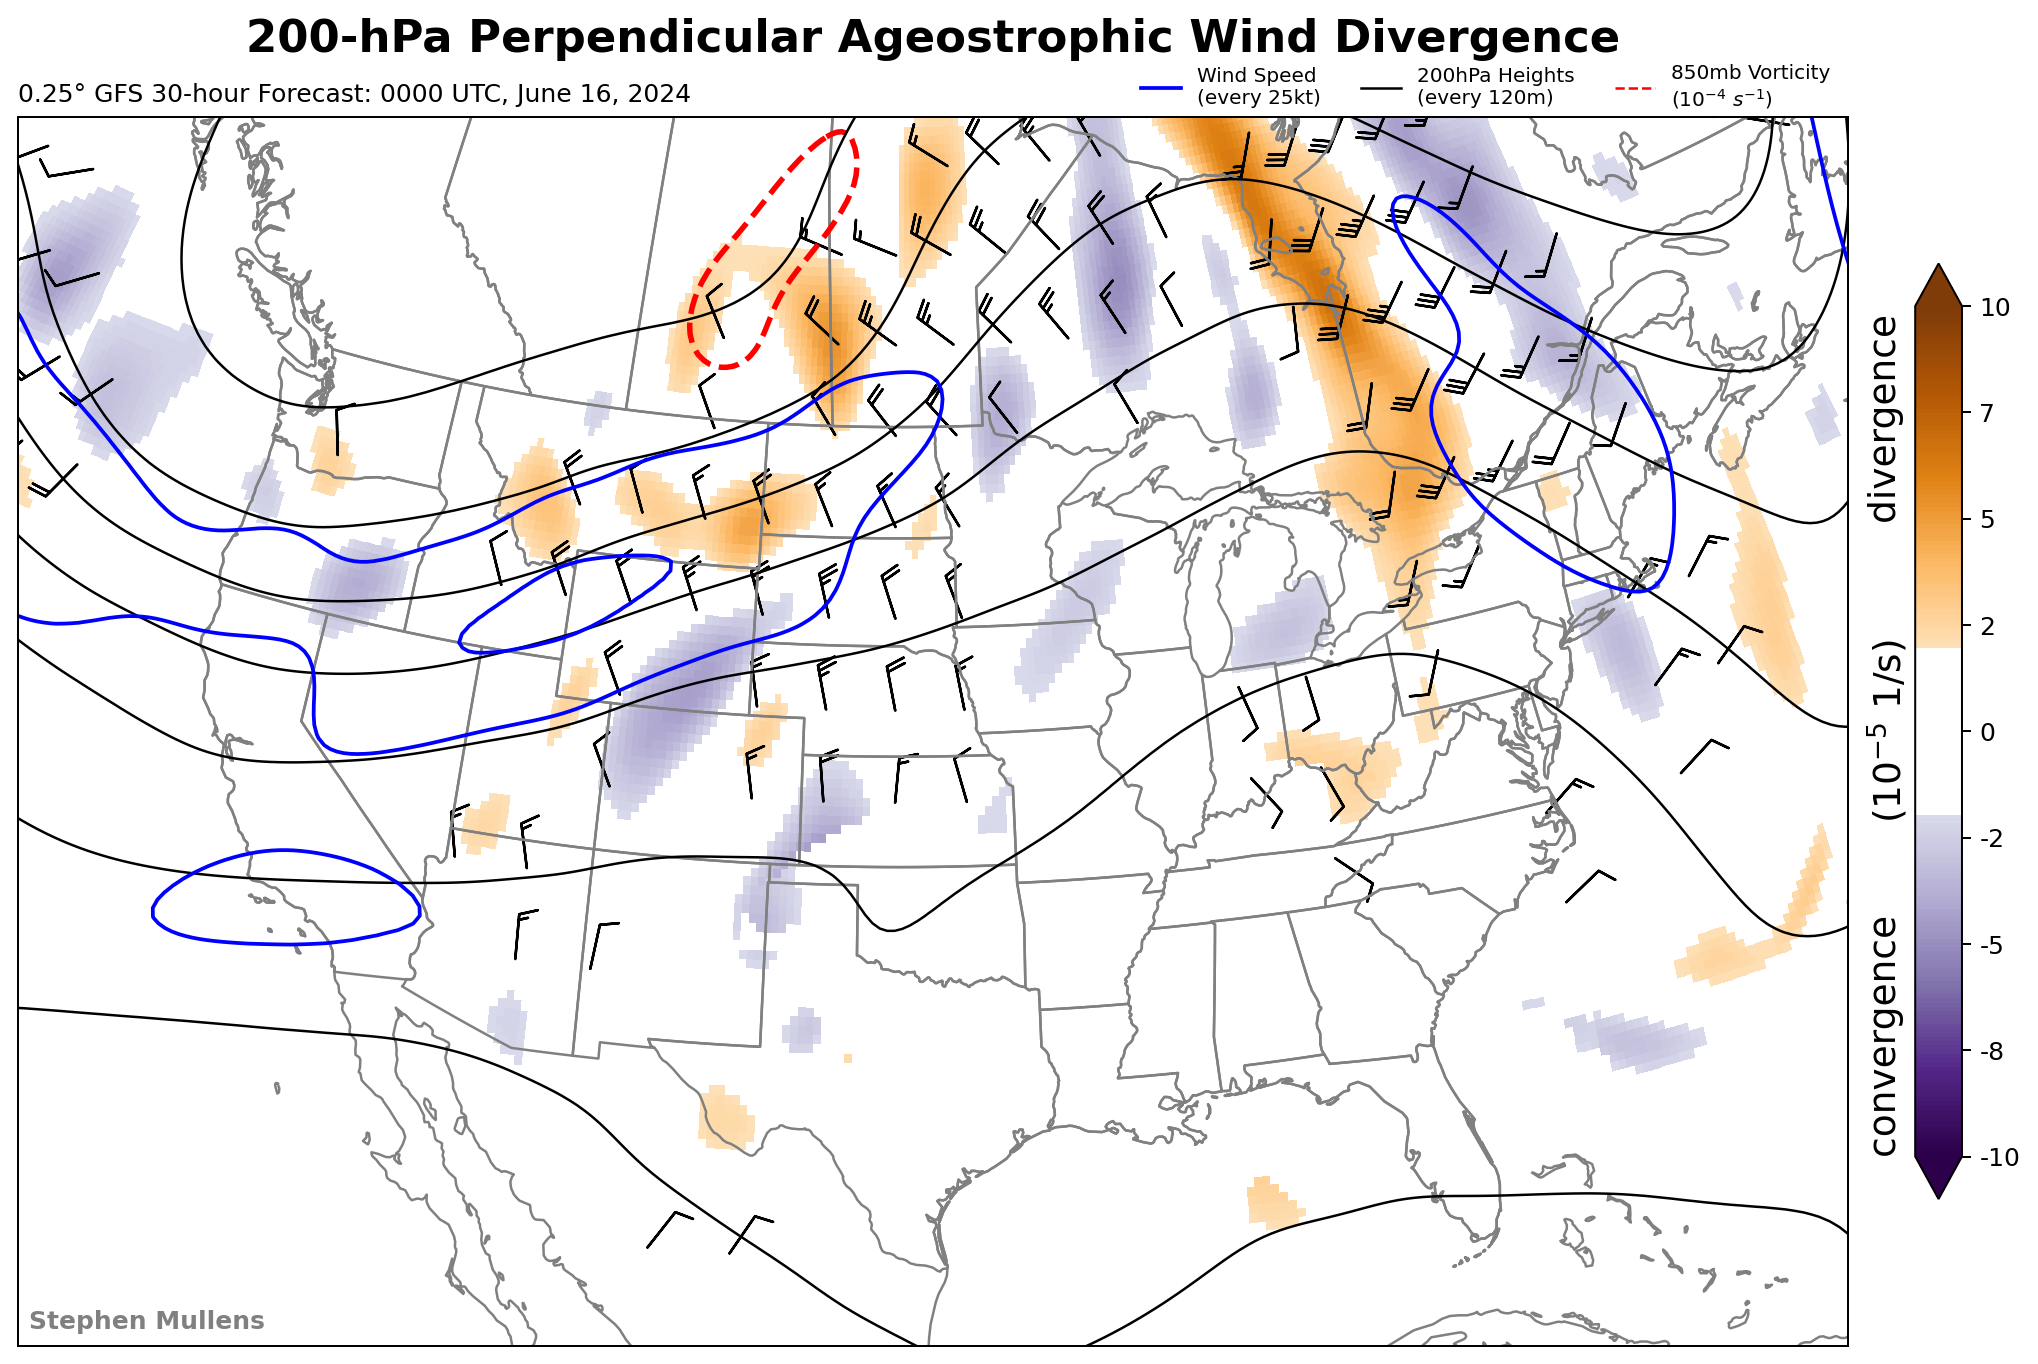 200-hPa Perpendicular Ageostrophic Wind Divergence
0.25° GFS 30-hour Forecast: 0000 UTC, June 16, 2024
Wind Speed
(every 25kt)
200hPa Heights
(every 120m)
850mb Vorticity
(10⁻⁴ s⁻¹)
10
7
5
2
0
-2
-5
-8
-10
convergence (10⁻⁵ 1/s) divergence
Stephen Mullens